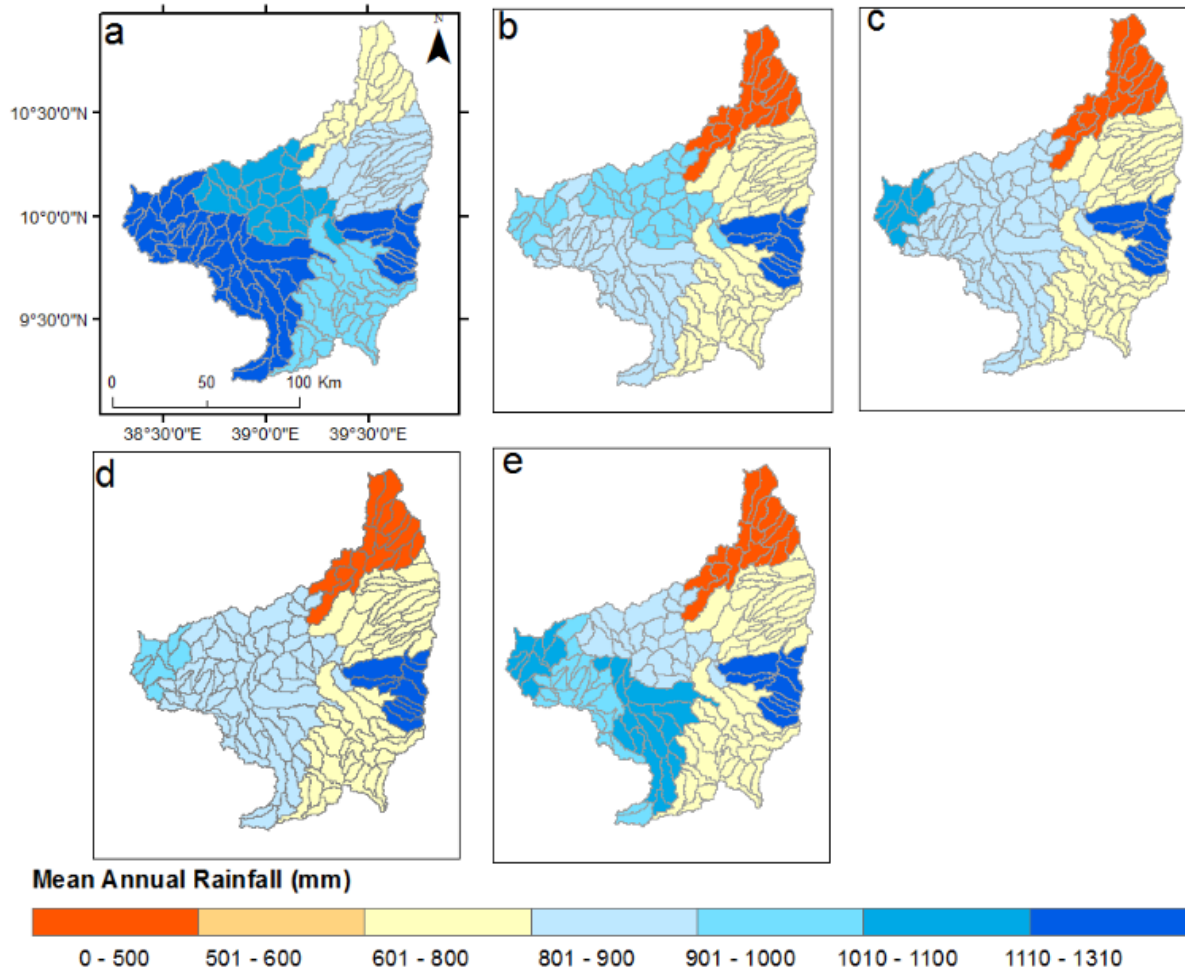 a
N
b
c
10°30'0"N
10°0'0"N
9°30'0"N
0 50 100 Km
38°30'0"E 39°0'0"E 39°30'0"E
d
e
Mean Annual Rainfall (mm)
0 - 500 501 - 600 601 - 800 801 - 900 901 - 1000 1010 - 1100 1110 - 1310